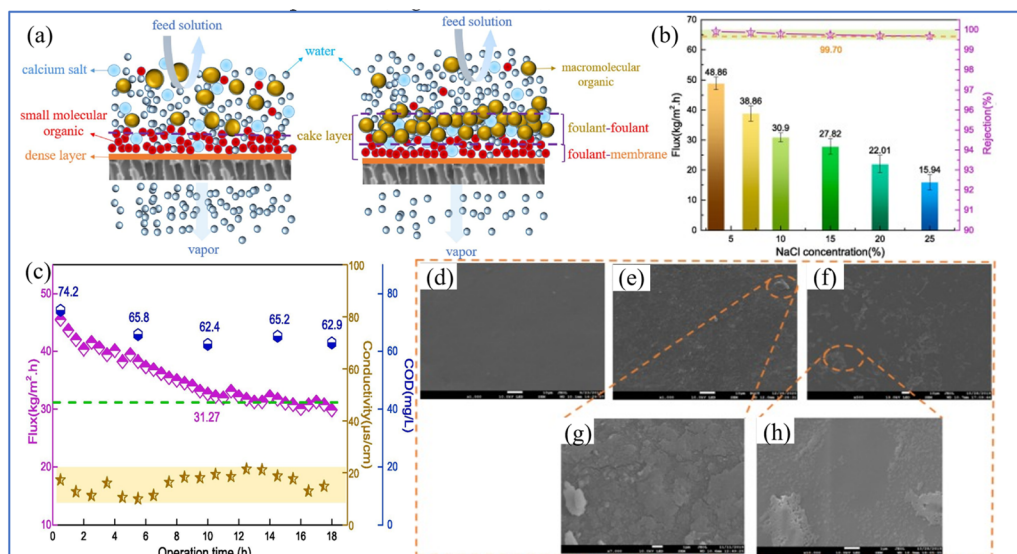 (a)
feed solution
feed solution
calcium salt
water
macromolecular
organic
small molecular
organic
cake layer
foulant-foulant
dense layer
foulant-membrane
vapor
vapor
(b)
Flux(kg/m².h)
70
60
50
40
30
20
10
0
48.86
38.86
30.9
27.82
22.01
15.94
99.70
5
10
15
20
25
NaCl concentration(%)
100
99
98
97
96
95
94
93
92
91
90
Rejection(%)
(c)
Flux(kg/m².h)
50
40
30
20
10
74.2
65.8
62.4
65.2
62.9
31.27
0
2
4
6
8
10
12
14
16
18
Operation time (h)
100
80
60
40
20
0
Conductivity(μs/cm)
80
60
40
20
0
COD(mg/L)
(d)
(e)
(f)
(g)
(h)